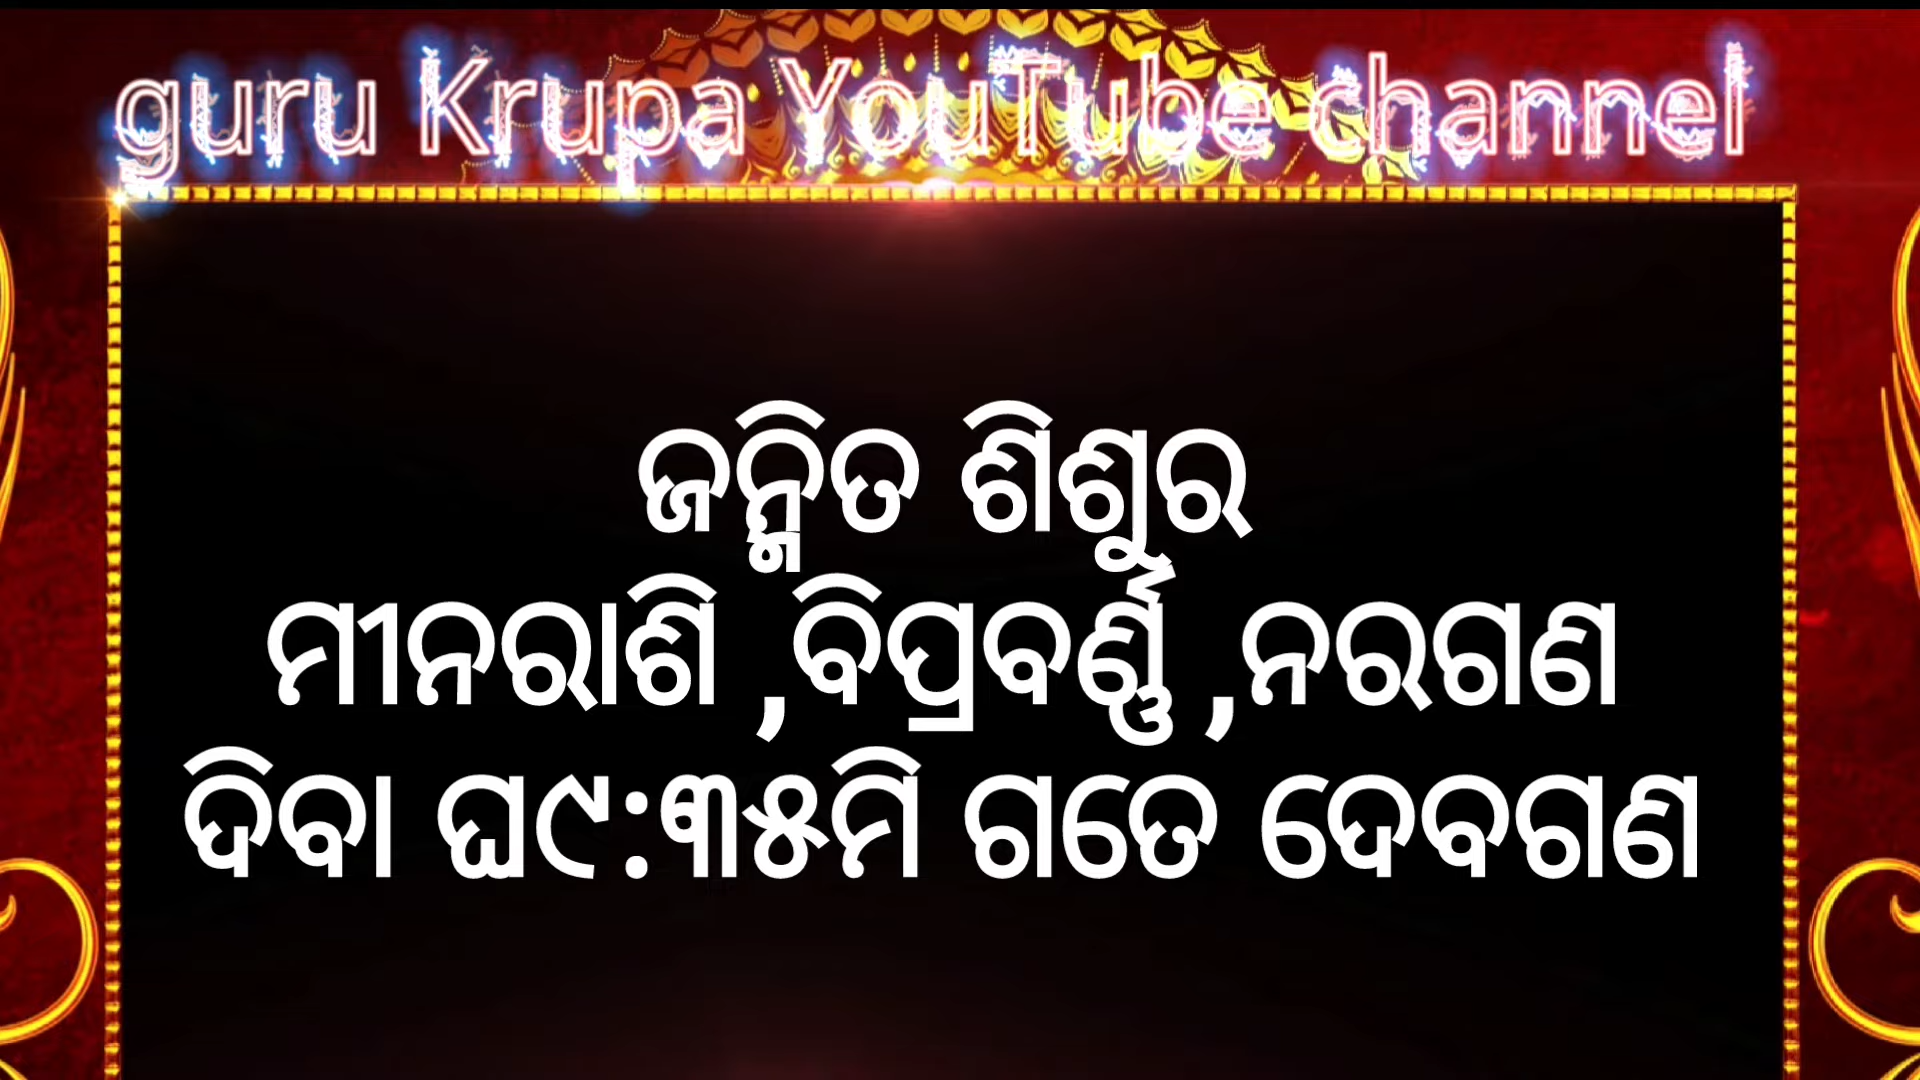 guru Krupa YouTube channel
ଜନ୍ମିତ ଶିଶୁର
ମୀନରାଶି ,ବିପ୍ରବର୍ଣ୍ଣ ,ନରଗଣ
ଦିବା ଘ୯:୩୫ମି ଗତେ ଦେବଗଣ